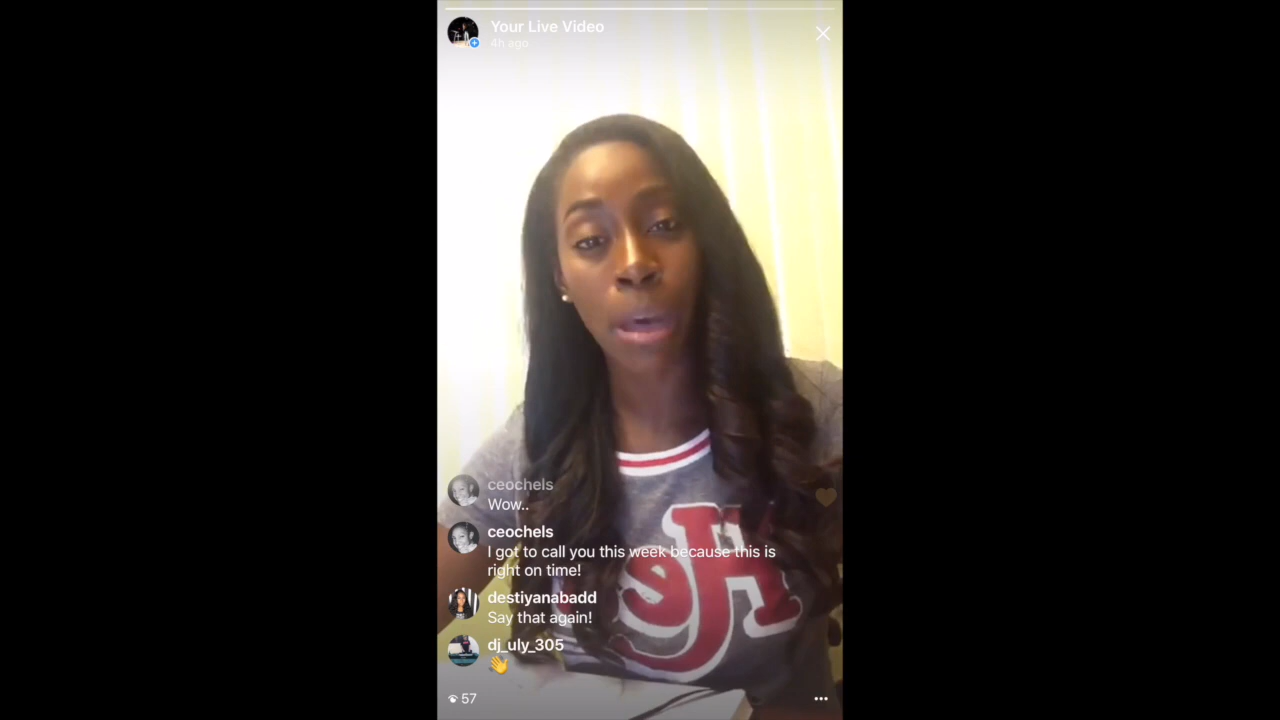 Your Live Video
4h ago
ceochels
Wow..
ceochels
I got to call you this week because this is
right on time!
destiyanabadd
Say that again!
dj_uly_305
👋
57